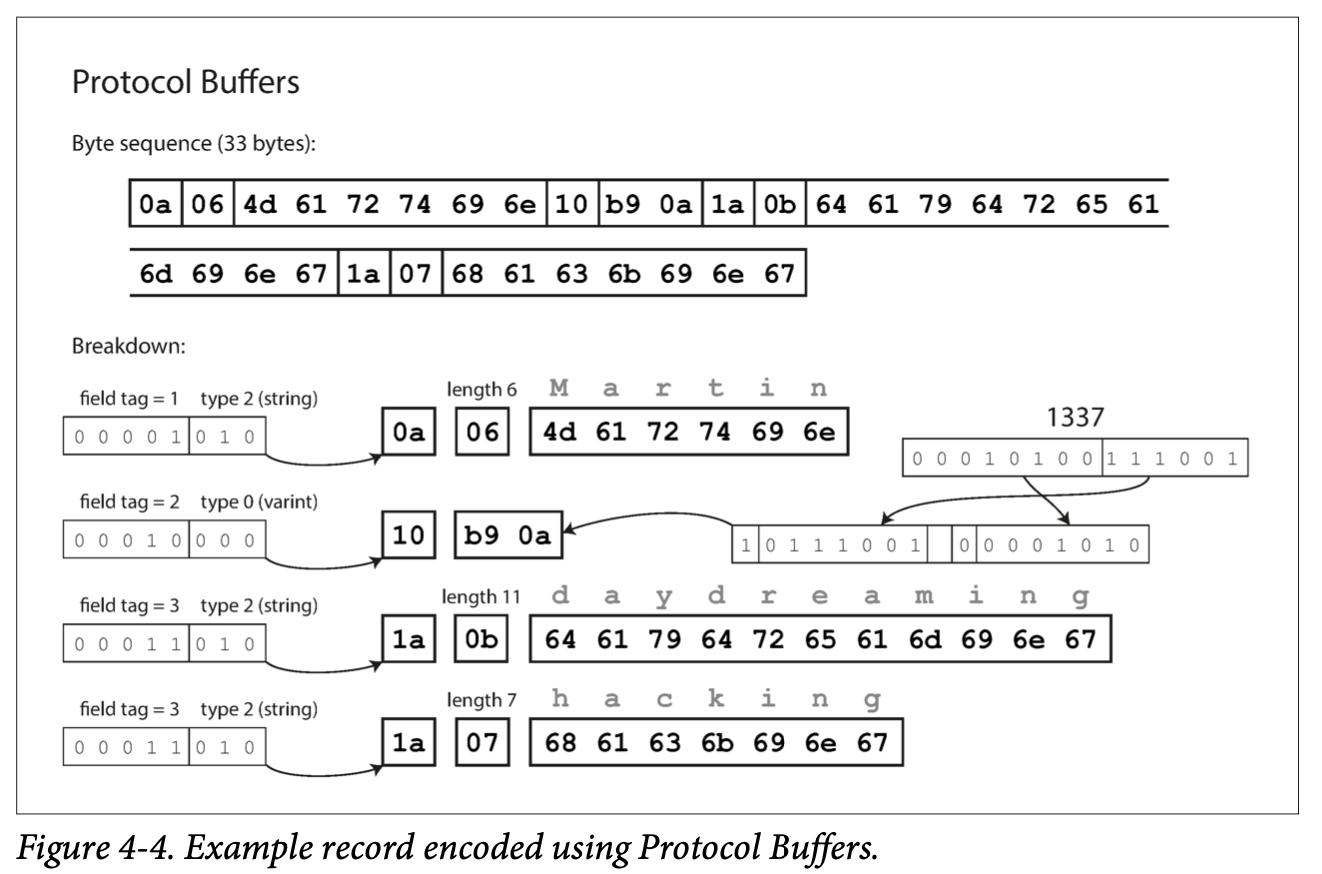 Protocol Buffers
Byte sequence (33 bytes):
0a 06 4d 61 72 74 69 6e 10 b9 0a 1a 0b 64 61 79 64 72 65 61
6d 69 6e 67 1a 07 68 61 63 6b 69 6e 67
Breakdown:
field tag = 1 type 2 (string) length 6 M a r t i n
0 0 0 0 1 0 1 0 0a 06 4d 61 72 74 69 6e
1337
0 0 0 1 0 1 0 0 1 1 1 0 0 1
field tag = 2 type 0 (varint)
0 0 0 1 0 0 0 0 10 b9 0a 1 0 1 1 1 0 0 1 0 0 0 0 1 0 1 0
field tag = 3 type 2 (string) length 11 d a y d r e a m i n g
0 0 0 1 1 0 1 0 1a 0b 64 61 79 64 72 65 61 6d 69 6e 67
field tag = 3 type 2 (string) length 7 h a c k i n g
0 0 0 1 1 0 1 0 1a 07 68 61 63 6b 69 6e 67
Figure 4-4. Example record encoded using Protocol Buffers.